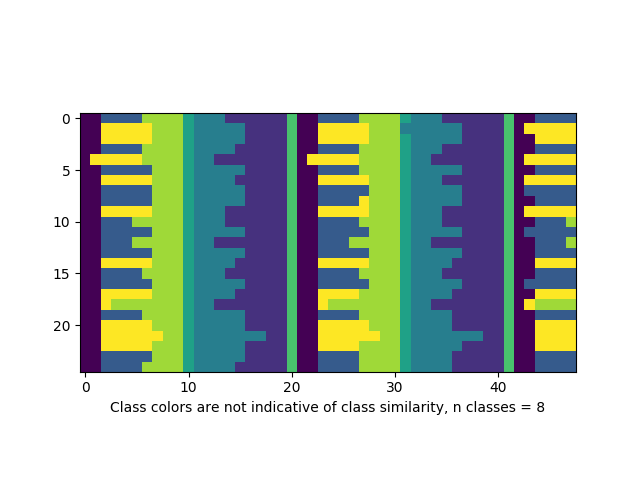 0
5
10
15
20
0 10 20 30 40
Class colors are not indicative of class similarity, n classes = 8